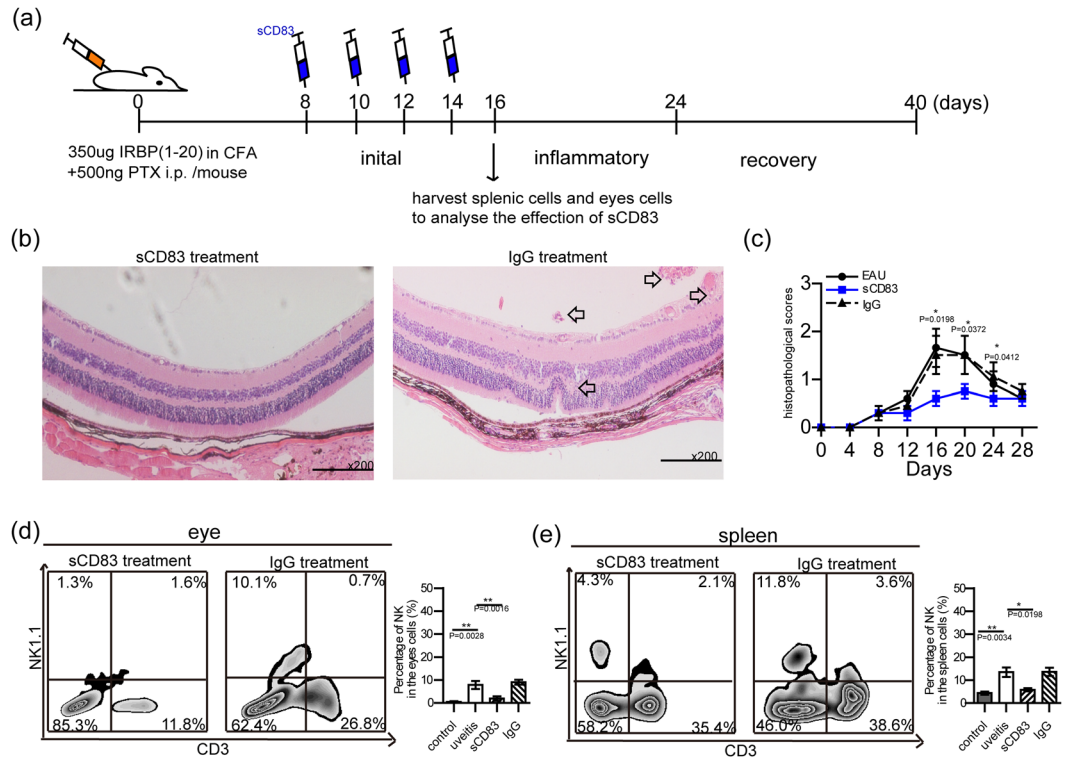 (a)
sCD83
0
8
10
12
14
16
24
40 (days)
350ug IRBP(1-20) in CFA
+500ng PTX i.p. /mouse
inital
inflammatory
recovery
harvest splenic cells and eyes cells
to analyse the effection of sCD83
(b)
sCD83 treatment
IgG treatment
x200
x200
(c)
histopathological scores
3
2
1
0
EAU
sCD83
IgG
*
P=0.0198
*
P=0.0372
*
P=0.0412
0 4 8 12 16 20 24 28
Days
(d)
eye
sCD83 treatment
IgG treatment
NK1.1
1.3%
1.6%
85.3%
11.8%
10.1%
0.7%
62.4%
26.8%
CD3
Percentage of NK
in the eyes cells (%)
50
40
30
20
10
0
**
P=0.0028
**
P=0.0016
control
uveitis
sCD83
IgG
(e)
spleen
sCD83 treatment
IgG treatment
NK1.1
4.3%
2.1%
58.2%
35.4%
11.8%
3.6%
46.0%
38.6%
CD3
Percentage of NK
in the spleen cells (%)
50
40
30
20
10
0
**
P=0.0034
*
P=0.0198
control
uveitis
sCD83
IgG